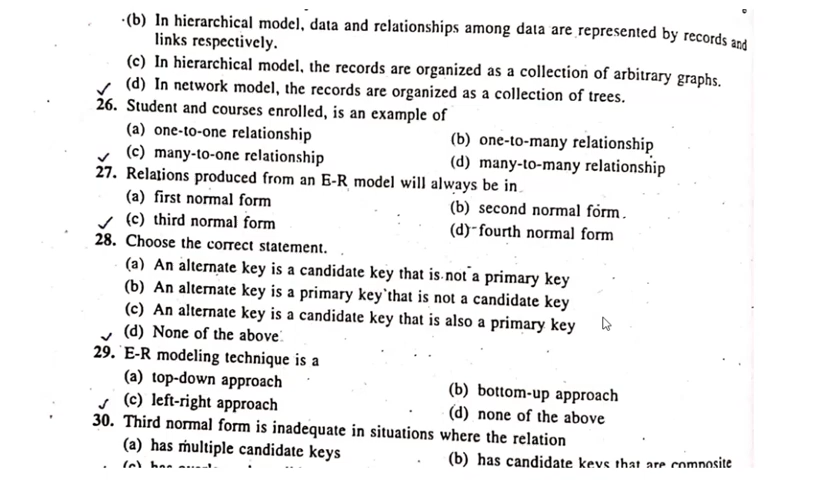 (b) In hierarchical model, data and relationships among data are represented by records and
links respectively.
(c) In hierarchical model, the records are organized as a collection of arbitrary graphs.
(d) In network model, the records are organized as a collection of trees.
26. Student and courses enrolled, is an example of
(a) one-to-one relationship (b) one-to-many relationship
(c) many-to-one relationship (d) many-to-many relationship
27. Relations produced from an E-R model will always be in
(a) first normal form (b) second normal form.
(c) third normal form (d) fourth normal form
28. Choose the correct statement.
(a) An alternate key is a candidate key that is not a primary key
(b) An alternate key is a primary key that is not a candidate key
(c) An alternate key is a candidate key that is also a primary key
(d) None of the above
29. E-R modeling technique is a
(a) top-down approach (b) bottom-up approach
(c) left-right approach (d) none of the above
30. Third normal form is inadequate in situations where the relation
(a) has multiple candidate keys (b) has candidate keys that are composite